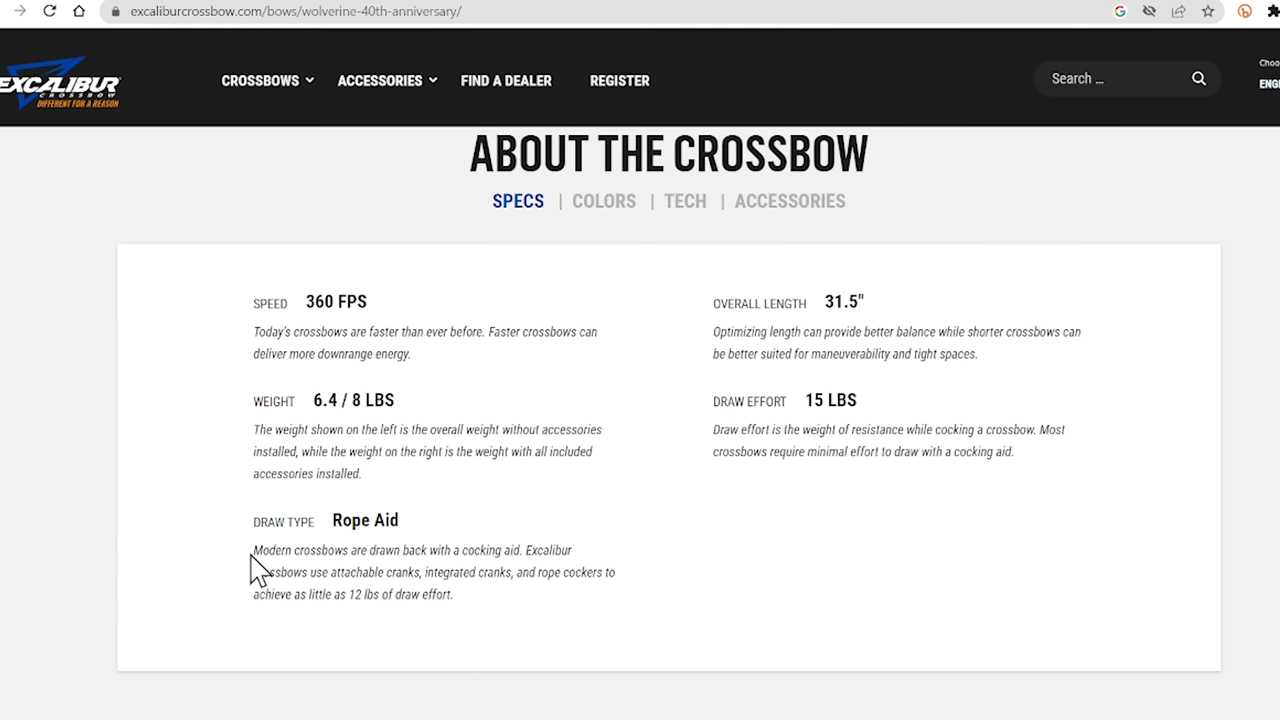 excaliburcrossbow.com/bows/wolverine-40th-anniversary/
EXCALIBUR
CROSSBOW
DIFFERENT FOR A REASON
CROSSBOWS
ACCESSORIES
FIND A DEALER
REGISTER
Search ...
Choo
ENG
ABOUT THE CROSSBOW
SPECS | COLORS | TECH | ACCESSORIES
SPEED 360 FPS
Today's crossbows are faster than ever before. Faster crossbows can
deliver more downrange energy.
OVERALL LENGTH 31.5"
Optimizing length can provide better balance while shorter crossbows can
be better suited for maneuverability and tight spaces.
WEIGHT 6.4 / 8 LBS
The weight shown on the left is the overall weight without accessories
installed, while the weight on the right is the weight with all included
accessories installed.
DRAW EFFORT 15 LBS
Draw effort is the weight of resistance while cocking a crossbow. Most
crossbows require minimal effort to draw with a cocking aid.
DRAW TYPE Rope Aid
Modern crossbows are drawn back with a cocking aid. Excalibur
ssbows use attachable cranks, integrated cranks, and rope cockers to
achieve as little as 12 lbs of draw effort.